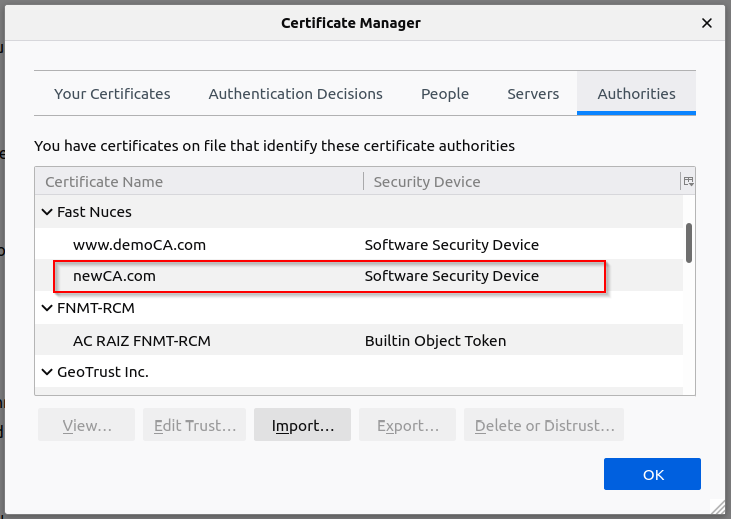 Certificate Manager
Your Certificates Authentication Decisions People Servers Authorities
You have certificates on file that identify these certificate authorities
Certificate Name Security Device
Fast Nuces
www.demoCA.com Software Security Device
newCA.com Software Security Device
FNMT-RCM
AC RAIZ FNMT-RCM Builtin Object Token
GeoTrust Inc.
View... Edit Trust... Import... Export... Delete or Distrust...
OK